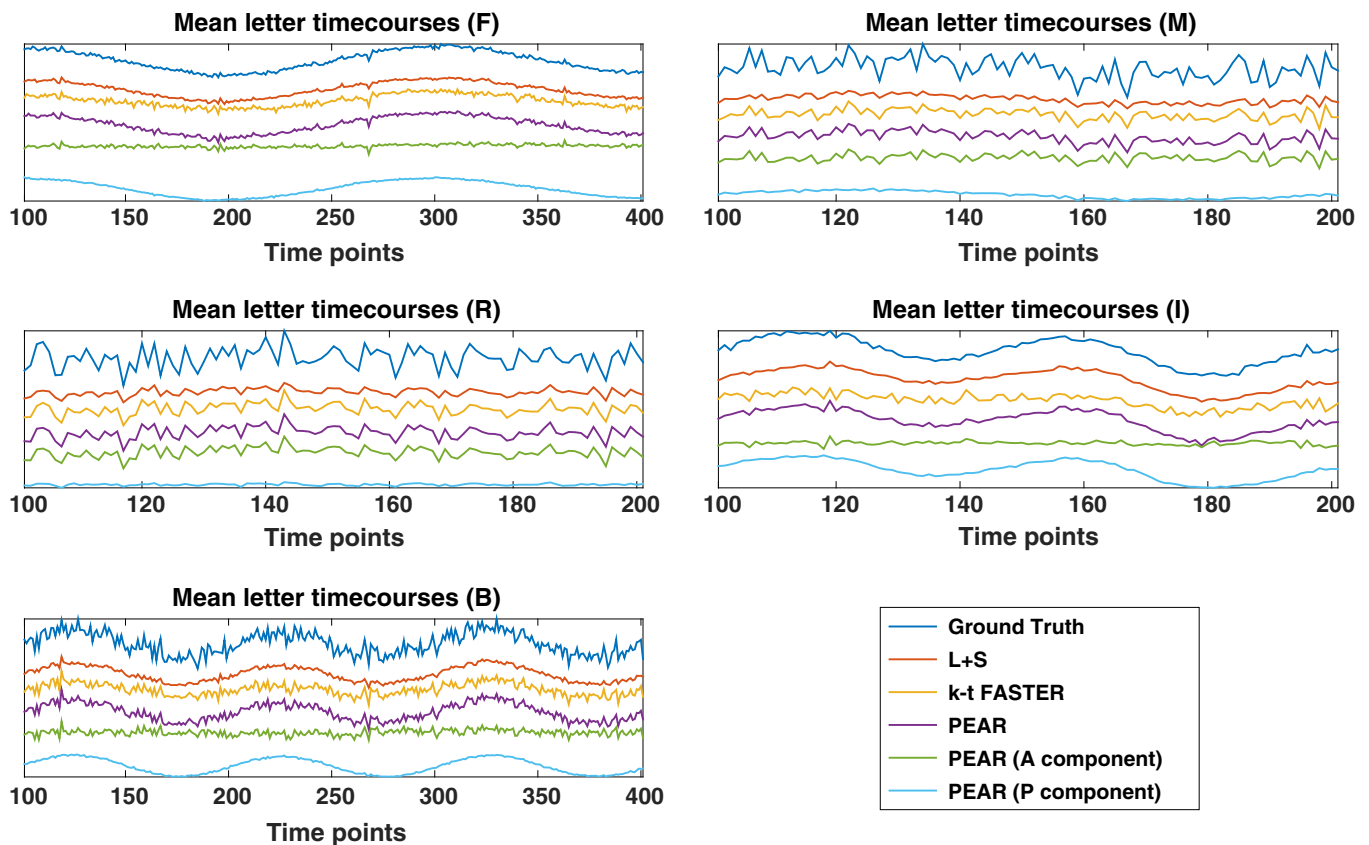 Mean letter timecourses (F)
100 150 200 250 300 350 400
Time points
Mean letter timecourses (M)
100 120 140 160 180 200
Time points
Mean letter timecourses (R)
100 120 140 160 180 200
Time points
Mean letter timecourses (I)
100 120 140 160 180 200
Time points
Mean letter timecourses (B)
100 150 200 250 300 350 400
Time points
Ground Truth
L+S
k-t FASTER
PEAR
PEAR (A component)
PEAR (P component)